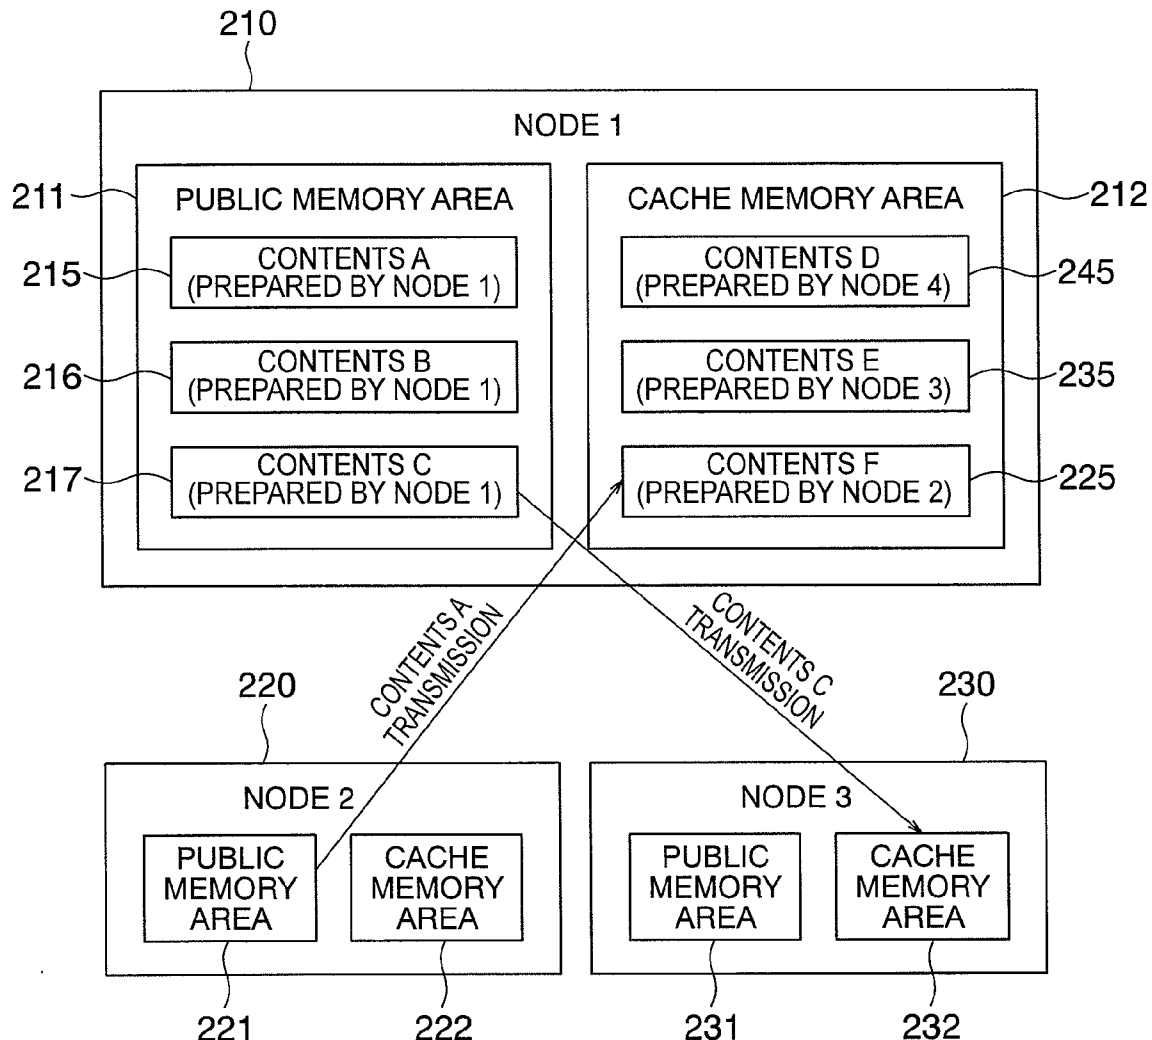 210
NODE 1
211
PUBLIC MEMORY AREA
CACHE MEMORY AREA
212
215
CONTENTS A
(PREPARED BY NODE 1)
CONTENTS D
(PREPARED BY NODE 4)
245
216
CONTENTS B
(PREPARED BY NODE 1)
CONTENTS E
(PREPARED BY NODE 3)
235
217
CONTENTS C
(PREPARED BY NODE 1)
CONTENTS F
(PREPARED BY NODE 2)
225
CONTENTS A
TRANSMISSION
CONTENTS C
TRANSMISSION
220
230
NODE 2
PUBLIC
MEMORY
AREA
CACHE
MEMORY
AREA
NODE 3
PUBLIC
MEMORY
AREA
CACHE
MEMORY
AREA
221
222
231
232